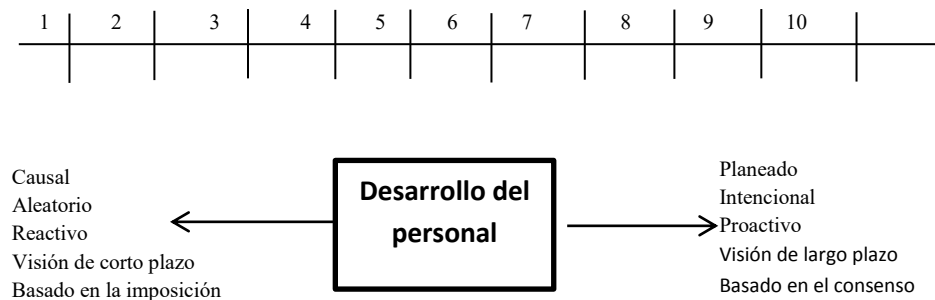 1 2 3 4 5 6 7 8 9 10
Causal
Aleatorio
Reactivo
Visión de corto plazo
Basado en la imposición
Desarrollo del
personal
Planeado
Intencional
Proactivo
Visión de largo plazo
Basado en el consenso